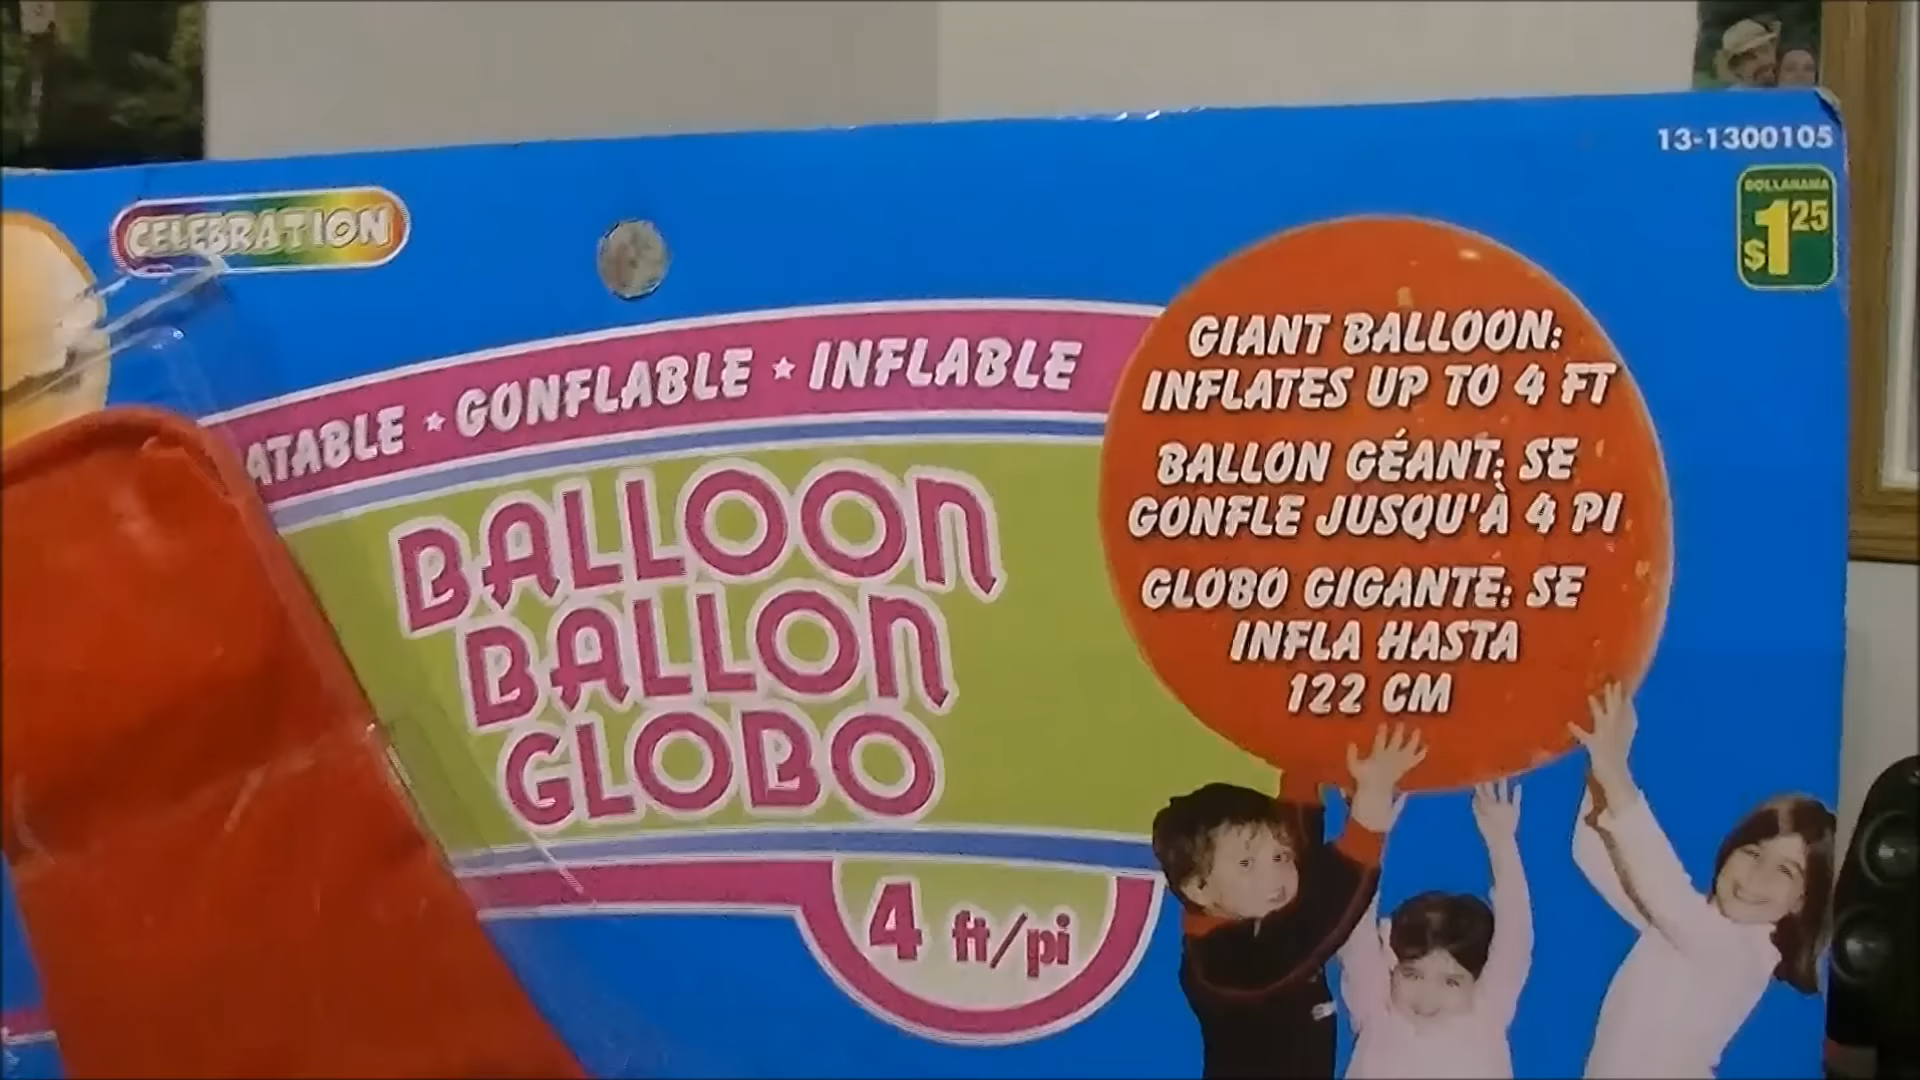 13-1300105
CELEBRATION
DOLLARAMA
$1.25
ATABLE ★ GONFLABLE ★ INFLABLE
BALLOON
BALLON
GLOBO
4 ft/pi
GIANT BALLOON:
INFLATES UP TO 4 FT
BALLON GÉANT: SE
GONFLE JUSQU'À 4 PI
GLOBO GIGANTE: SE
INFLA HASTA
122 CM